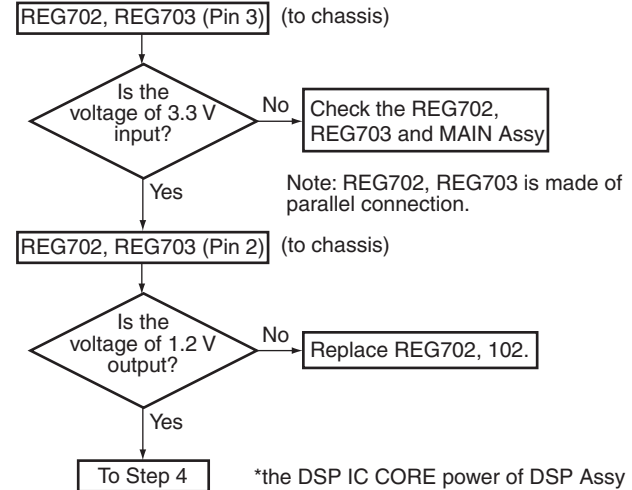 REG702, REG703 (Pin 3) (to chassis)
Is the
voltage of 3.3 V
input?
No
Check the REG702,
REG703 and MAIN Assy
Yes
Note: REG702, REG703 is made of
parallel connection.
REG702, REG703 (Pin 2) (to chassis)
Is the
voltage of 1.2 V
output?
No
Replace REG702, 102.
Yes
To Step 4
*the DSP IC CORE power of DSP Assy